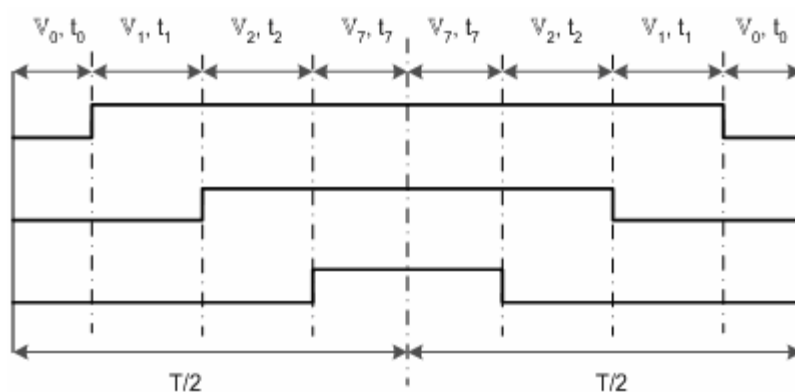 𝕍₀, t₀ 𝕍₁, t₁ 𝕍₂, t₂ 𝕍₇, t₇ 𝕍₇, t₇ 𝕍₂, t₂ 𝕍₁, t₁ 𝕍₀, t₀
T/2 T/2